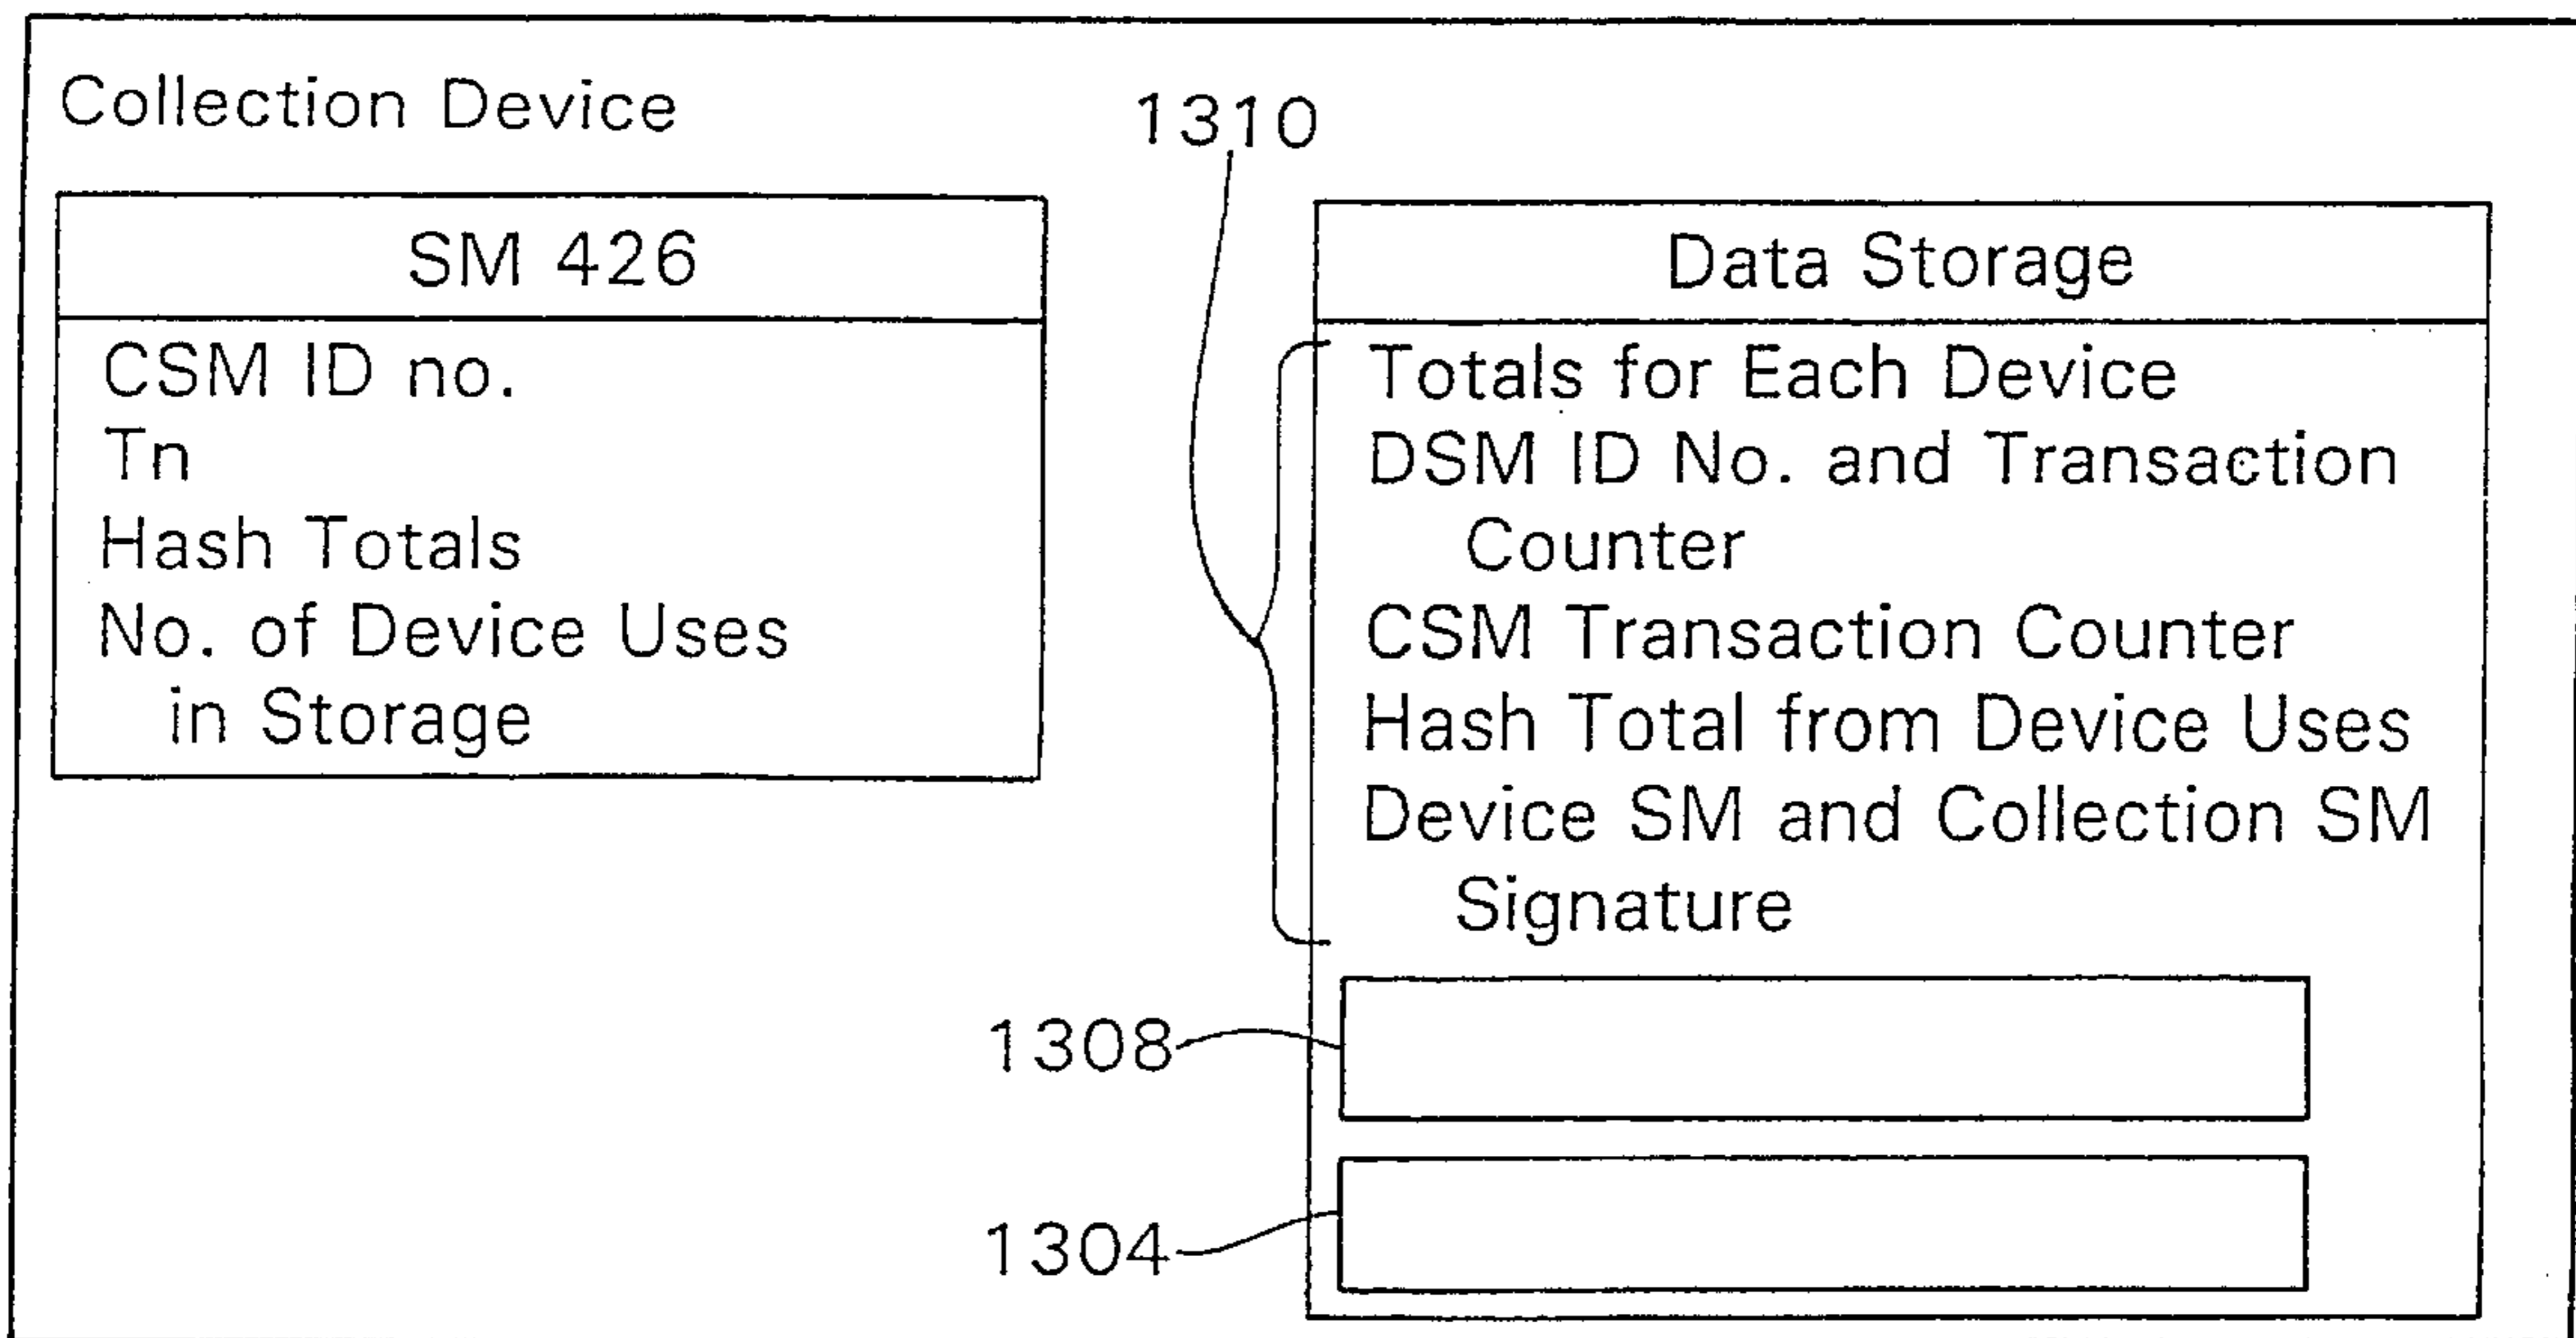 Collection Device
1310
SM 426
CSM ID no.
Tn
Hash Totals
No. of Device Uses
in Storage
Data Storage
Totals for Each Device
DSM ID No. and Transaction
Counter
CSM Transaction Counter
Hash Total from Device Uses
Device SM and Collection SM
Signature
1308
1304